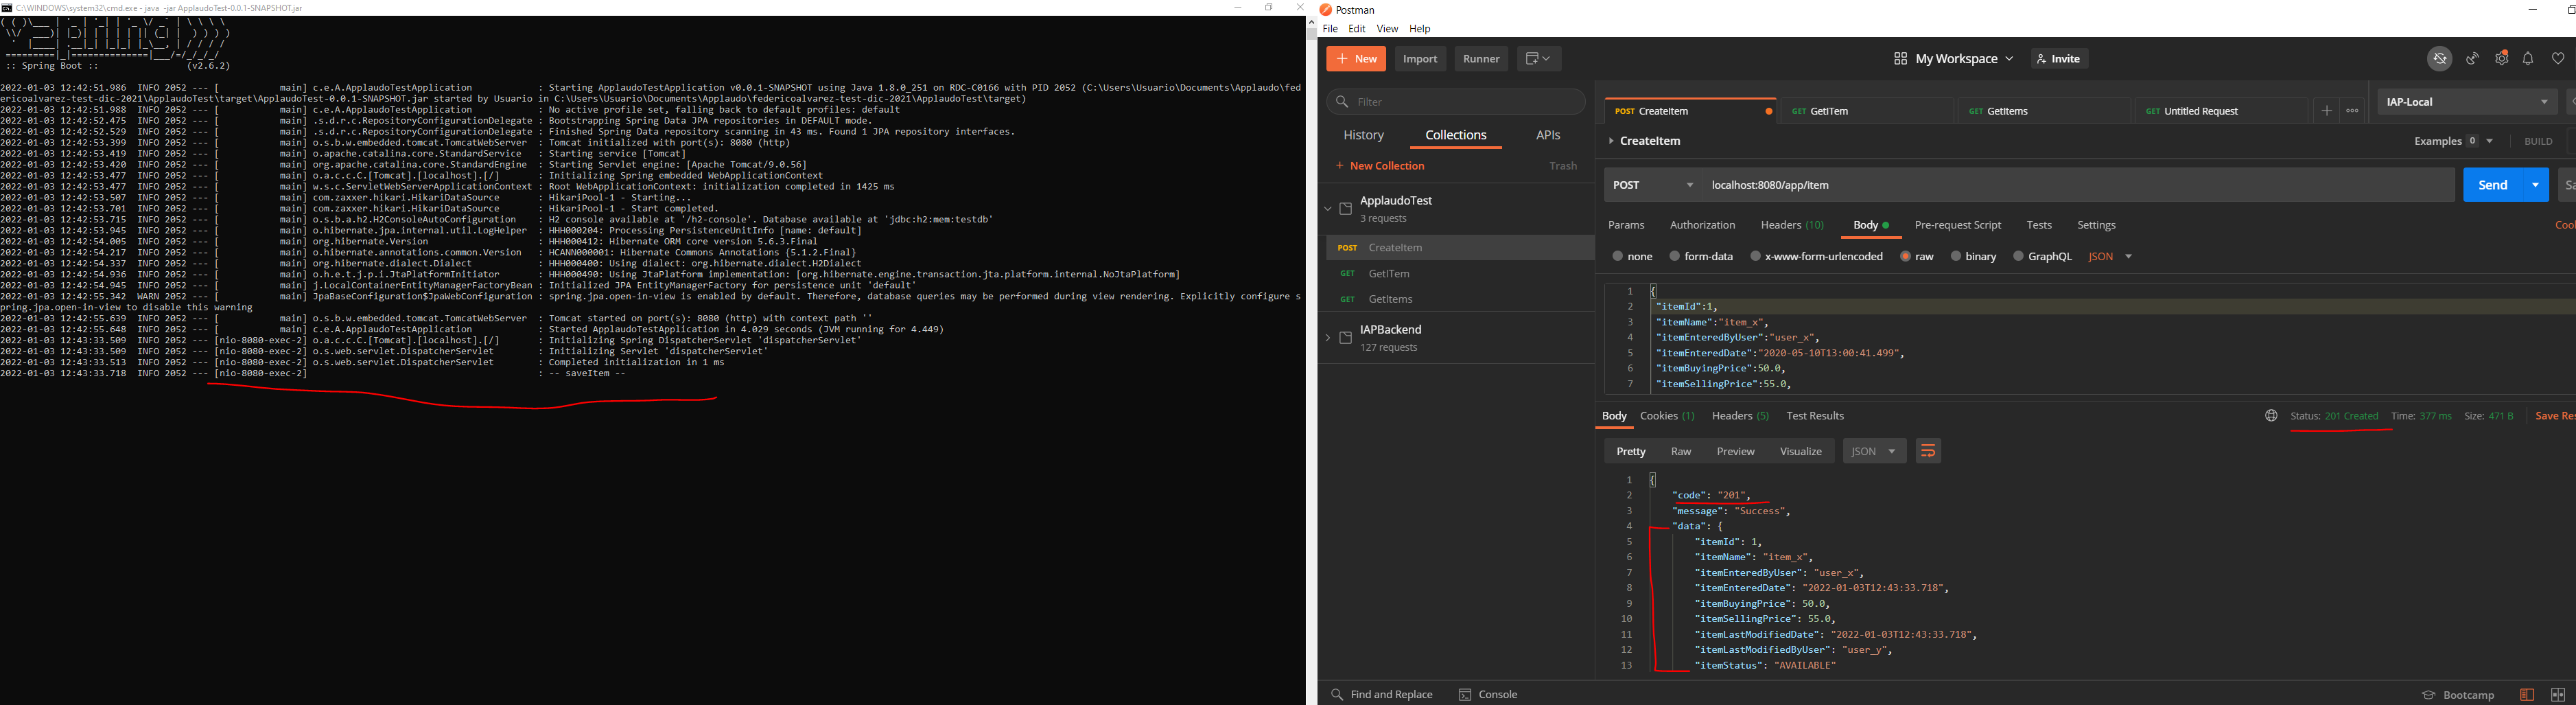 C:\WINDOWS\system32\cmd.exe - java -jar ApplaudoTest-0.0.1-SNAPSHOT.jar
:: Spring Boot ::                (v2.6.2)
2022-01-03 12:42:51.986  INFO 2052 --- [           main] c.e.A.ApplaudoTestApplication            : Starting ApplaudoTestApplication v0.0.1-SNAPSHOT using Java 1.8.0_251 on RDC-C0166 with PID 2052 (C:\Users\Usuario\Documents\Applaudo\fed
ericoalvarez-test-dic-2021\ApplaudoTest\target\ApplaudoTest-0.0.1-SNAPSHOT.jar started by Usuario in C:\Users\Usuario\Documents\Applaudo\federicoalvarez-test-dic-2021\ApplaudoTest\target)
2022-01-03 12:42:51.988  INFO 2052 --- [           main] c.e.A.ApplaudoTestApplication            : No active profile set, falling back to default profiles: default
2022-01-03 12:42:52.475  INFO 2052 --- [           main] .s.d.r.c.RepositoryConfigurationDelegate : Bootstrapping Spring Data JPA repositories in DEFAULT mode.
2022-01-03 12:42:52.529  INFO 2052 --- [           main] .s.d.r.c.RepositoryConfigurationDelegate : Finished Spring Data repository scanning in 43 ms. Found 1 JPA repository interfaces.
2022-01-03 12:42:53.399  INFO 2052 --- [           main] o.s.b.w.embedded.tomcat.TomcatWebServer  : Tomcat initialized with port(s): 8080 (http)
2022-01-03 12:42:53.419  INFO 2052 --- [           main] o.apache.catalina.core.StandardService   : Starting service [Tomcat]
2022-01-03 12:42:53.420  INFO 2052 --- [           main] org.apache.catalina.core.StandardEngine  : Starting Servlet engine: [Apache Tomcat/9.0.56]
2022-01-03 12:42:53.477  INFO 2052 --- [           main] o.a.c.c.C.[Tomcat].[localhost].[/]       : Initializing Spring embedded WebApplicationContext
2022-01-03 12:42:53.477  INFO 2052 --- [           main] w.s.c.ServletWebServerApplicationContext : Root WebApplicationContext: initialization completed in 1425 ms
2022-01-03 12:42:53.507  INFO 2052 --- [           main] com.zaxxer.hikari.HikariDataSource       : HikariPool-1 - Starting...
2022-01-03 12:42:53.701  INFO 2052 --- [           main] com.zaxxer.hikari.HikariDataSource       : HikariPool-1 - Start completed.
2022-01-03 12:42:53.715  INFO 2052 --- [           main] o.s.b.a.h2.H2ConsoleAutoConfiguration    : H2 console available at '/h2-console'. Database available at 'jdbc:h2:mem:testdb'
2022-01-03 12:42:53.945  INFO 2052 --- [           main] o.hibernate.jpa.internal.util.LogHelper  : HHH000204: Processing PersistenceUnitInfo [name: default]
2022-01-03 12:42:54.005  INFO 2052 --- [           main] org.hibernate.Version                    : HHH000412: Hibernate ORM core version 5.6.3.Final
2022-01-03 12:42:54.217  INFO 2052 --- [           main] o.hibernate.annotations.common.Version   : HCANN000001: Hibernate Commons Annotations {5.1.2.Final}
2022-01-03 12:42:54.337  INFO 2052 --- [           main] org.hibernate.dialect.Dialect            : HHH000400: Using dialect: org.hibernate.dialect.H2Dialect
2022-01-03 12:42:54.936  INFO 2052 --- [           main] o.h.e.t.j.p.i.JtaPlatformInitiator       : HHH000490: Using JtaPlatform implementation: [org.hibernate.engine.transaction.jta.platform.internal.NoJtaPlatform]
2022-01-03 12:42:54.945  INFO 2052 --- [           main] j.LocalContainerEntityManagerFactoryBean : Initialized JPA EntityManagerFactory for persistence unit 'default'
2022-01-03 12:42:55.342  WARN 2052 --- [           main] JpaBaseConfiguration$JpaWebConfiguration : spring.jpa.open-in-view is enabled by default. Therefore, database queries may be performed during view rendering. Explicitly configure s
pring.jpa.open-in-view to disable this warning
2022-01-03 12:42:55.639  INFO 2052 --- [           main] o.s.b.w.embedded.tomcat.TomcatWebServer  : Tomcat started on port(s): 8080 (http) with context path ''
2022-01-03 12:42:55.648  INFO 2052 --- [           main] c.e.A.ApplaudoTestApplication            : Started ApplaudoTestApplication in 4.029 seconds (JVM running for 4.449)
2022-01-03 12:43:33.509  INFO 2052 --- [nio-8080-exec-2] o.a.c.c.C.[Tomcat].[localhost].[/]       : Initializing Spring DispatcherServlet 'dispatcherServlet'
2022-01-03 12:43:33.509  INFO 2052 --- [nio-8080-exec-2] o.s.web.servlet.DispatcherServlet        : Initializing Servlet 'dispatcherServlet'
2022-01-03 12:43:33.513  INFO 2052 --- [nio-8080-exec-2] o.s.web.servlet.DispatcherServlet        : Completed initialization in 1 ms
2022-01-03 12:43:33.718  INFO 2052 --- [nio-8080-exec-2]                                          : -- saveItem --
Postman
File Edit View Help
New Import Runner My Workspace Invite
Filter
History Collections APIs
+ New Collection Trash
ApplaudoTest
3 requests
POST CreateItem
GET GetITem
GET GetItems
IAPBackend
127 requests
POST CreateItem GET GetITem GET GetItems GET Untitled Request IAP-Local
CreateItem Examples 0 BUILD
POST localhost:8080/app/item Send Sa
Params Authorization Headers (10) Body Pre-request Script Tests Settings Cool
none form-data x-www-form-urlencoded raw binary GraphQL JSON
1 {
2 "itemId":1,
3 "itemName":"item_x",
4 "itemEnteredByUser":"user_x",
5 "itemEnteredDate":"2020-05-10T13:00:41.499",
6 "itemBuyingPrice":50.0,
7 "itemSellingPrice":55.0,
Body Cookies (1) Headers (5) Test Results Status: 201 Created Time: 377 ms Size: 471 B Save Res
Pretty Raw Preview Visualize JSON
1 {
2 "code": "201",
3 "message": "Success",
4 "data": {
5 "itemId": 1,
6 "itemName": "item_x",
7 "itemEnteredByUser": "user_x",
8 "itemEnteredDate": "2022-01-03T12:43:33.718",
9 "itemBuyingPrice": 50.0,
10 "itemSellingPrice": 55.0,
11 "itemLastModifiedDate": "2022-01-03T12:43:33.718",
12 "itemLastModifiedByUser": "user_y",
13 "itemStatus": "AVAILABLE"
Find and Replace Console Bootcamp